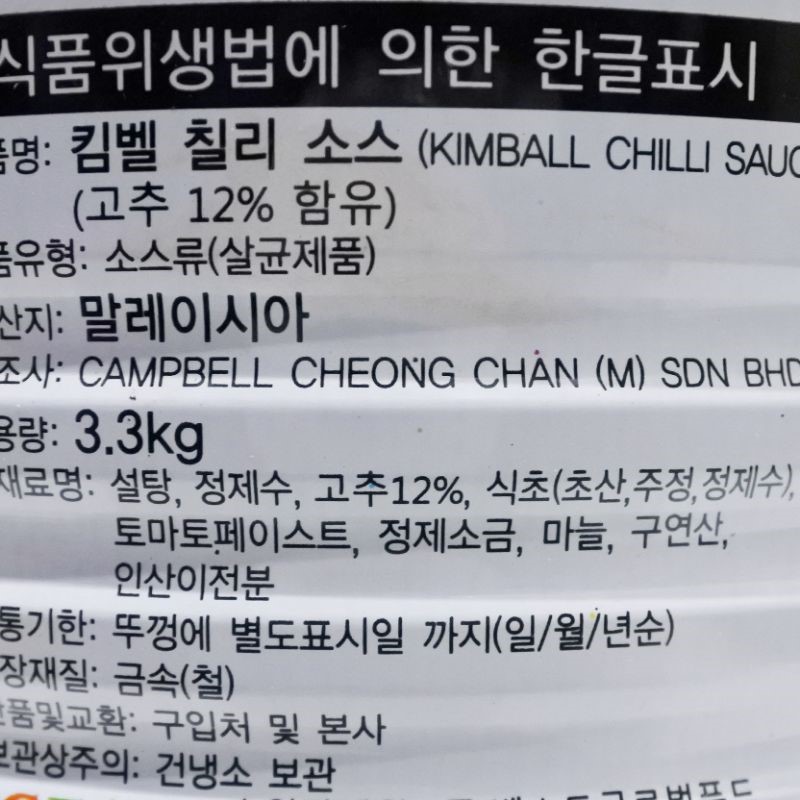 식품위생법에 의한 한글표시
품명: 킴벨 칠리 소스 (KIMBALL CHILLI SAUC
(고추 12% 함유)
품유형: 소스류(살균제품)
산지: 말레이시아
조사: CAMPBELL CHEONG CHAN (M) SDN BHD
용량: 3.3kg
재료명: 설탕, 정제수, 고추12%, 식초(초산,주정,정제수),
토마토페이스트, 정제소금, 마늘, 구연산,
인산이전분
통기한: 뚜껑에 별도표시일 까지(일/월/년순)
장재질: 금속(철)
품및교환: 구입처 및 본사
보관상주의: 건냉소 보관